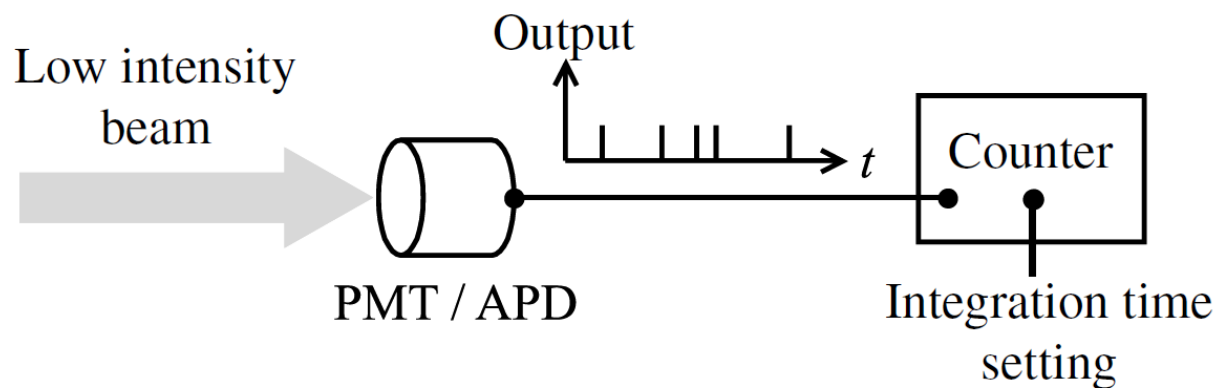 Output
Low intensity
beam
t
Counter
PMT / APD
Integration time
setting